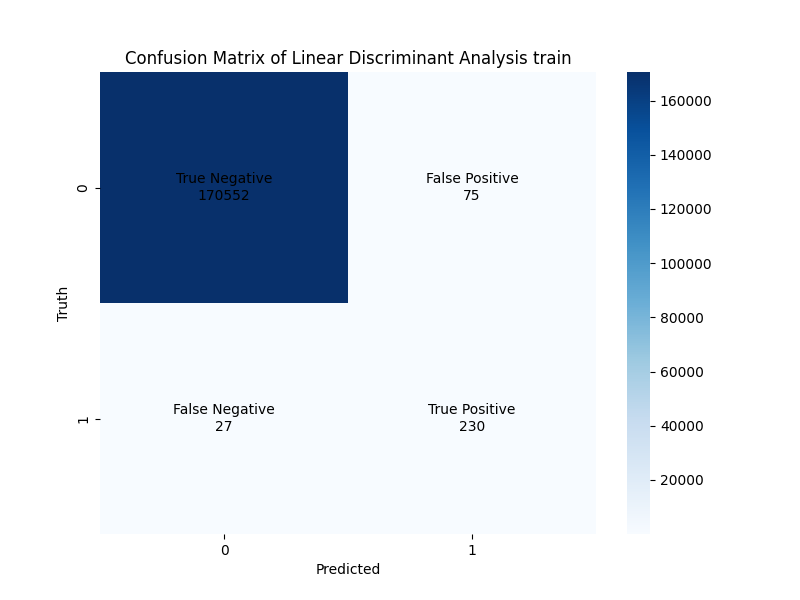 Confusion Matrix of Linear Discriminant Analysis train
True Negative
170552
False Positive
75
False Negative
27
True Positive
230
0
1
Truth
0
1
Predicted
160000
140000
120000
100000
80000
60000
40000
20000